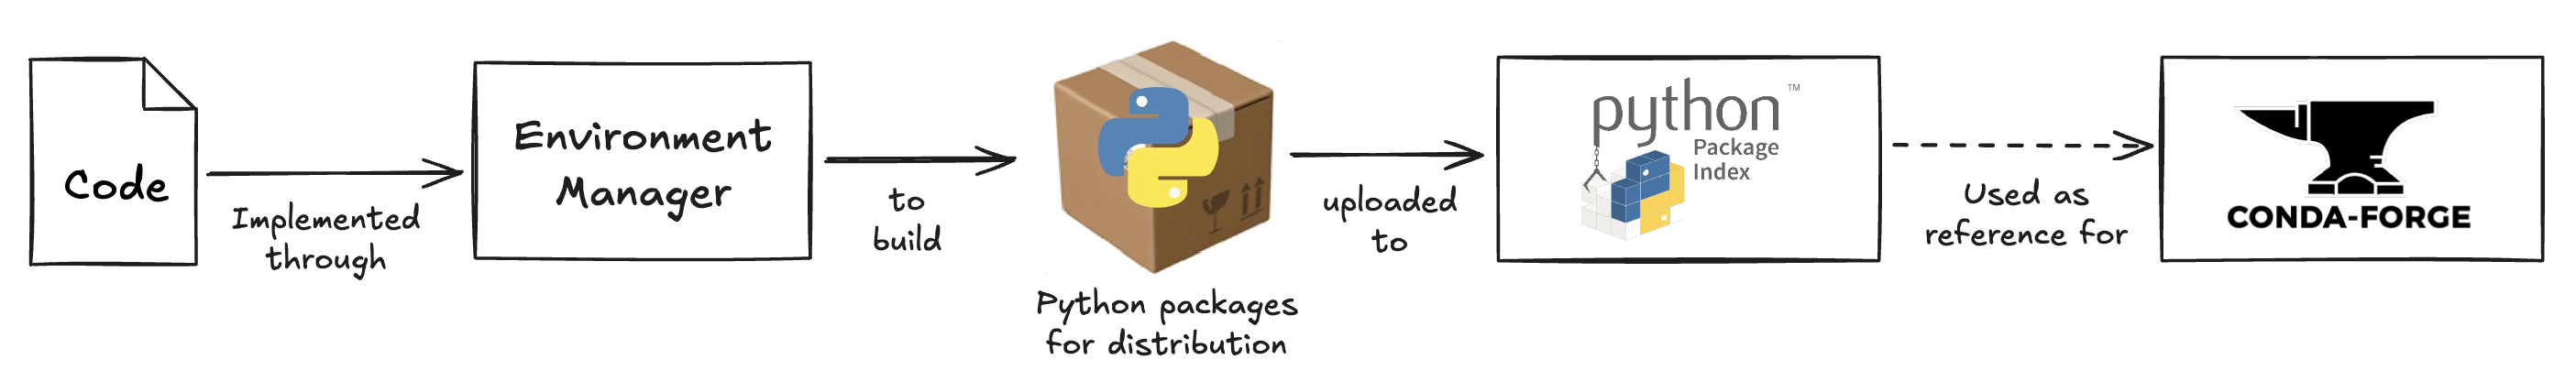 Code
Implemented
through
Environment
Manager
to
build
Python packages
for distribution
uploaded
to
python™
Package
Index
Used as
reference for
CONDA-FORGE